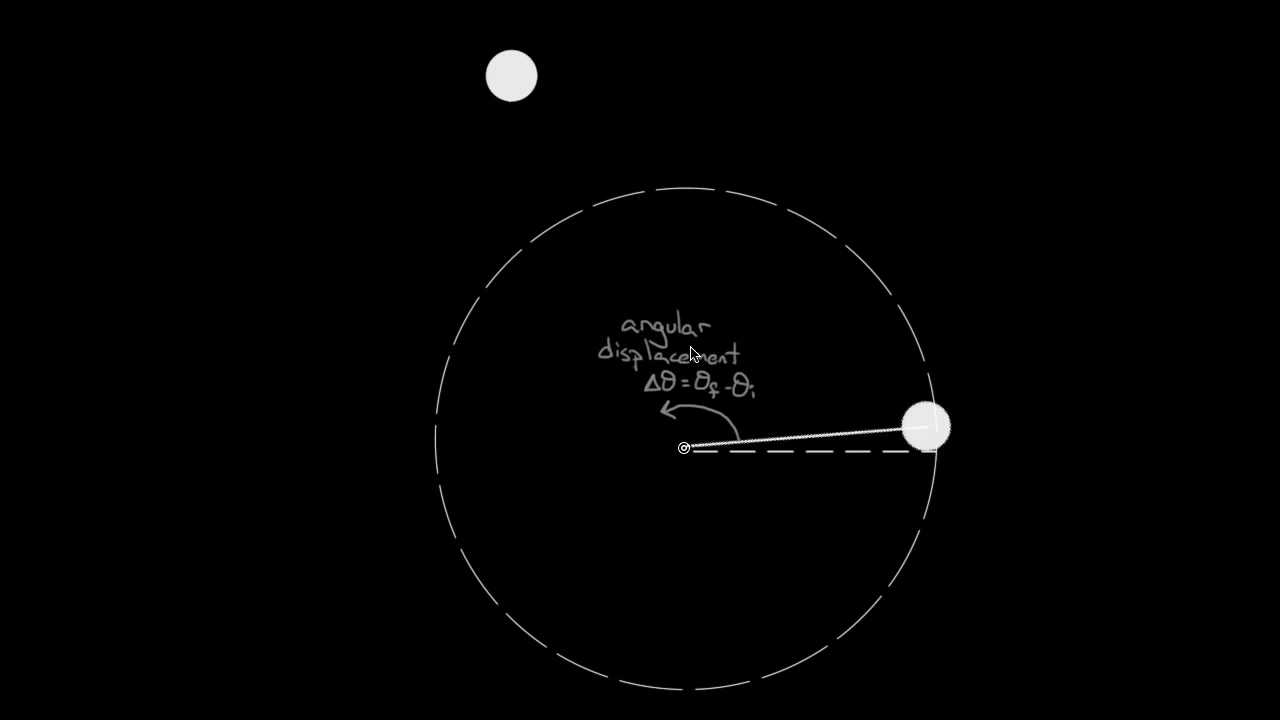 angular
displacement
Δθ = θf - θi